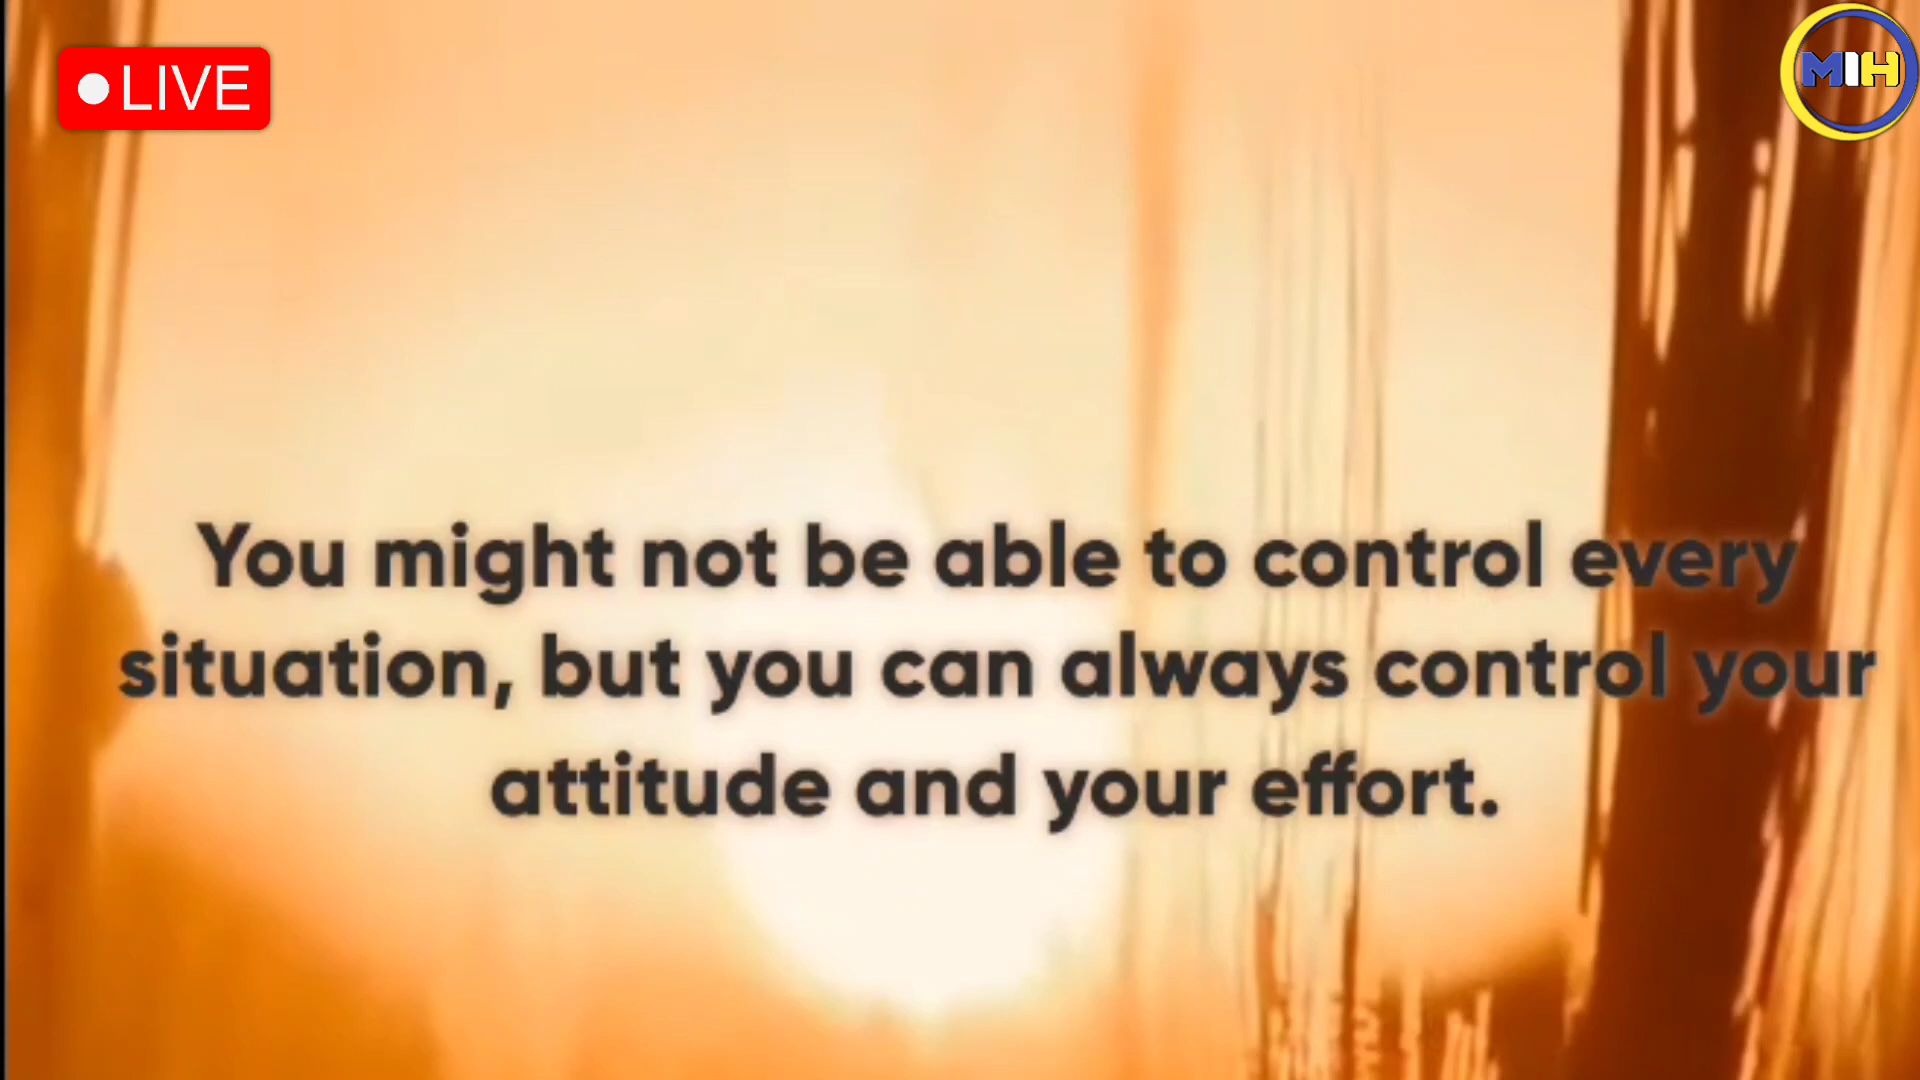 LIVE
MIH
You might not be able to control every
situation, but you can always control your
attitude and your effort.